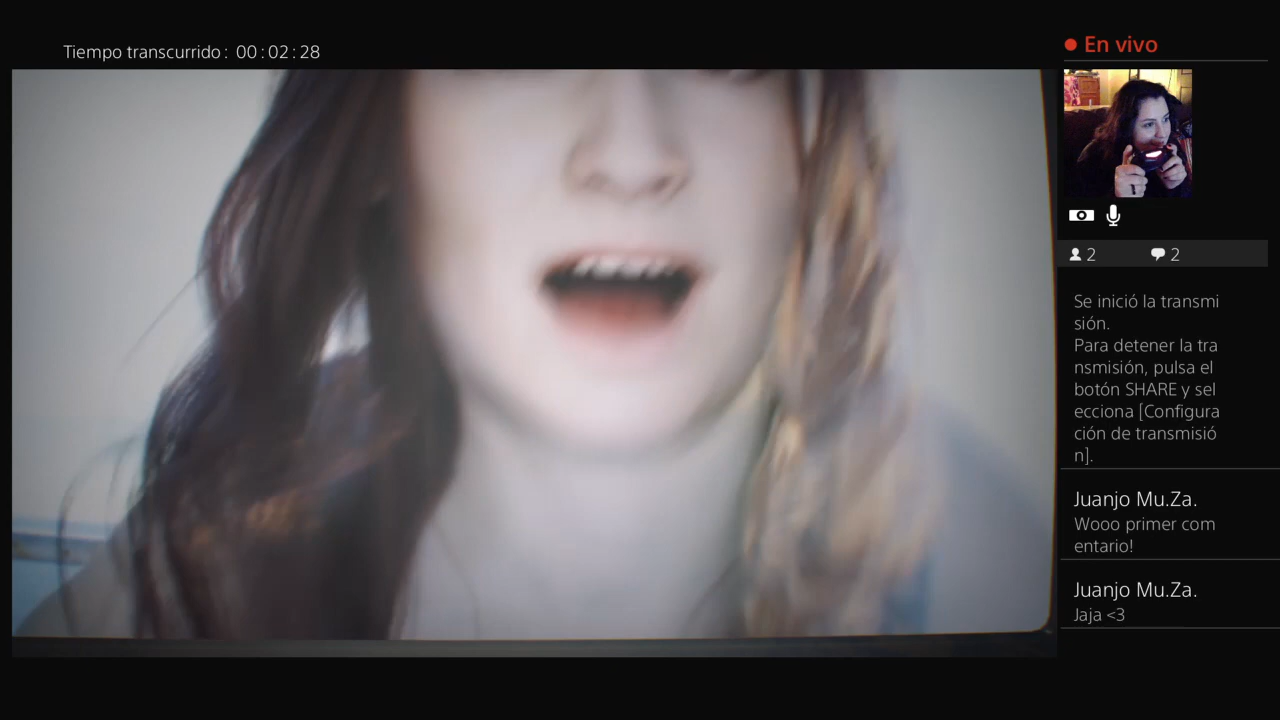 Tiempo transcurrido: 00:02:28
En vivo
2 2
Se inició la transmi
sión.
Para detener la tra
nsmisión, pulsa el
botón SHARE y sel
ecciona [Configura
ción de transmisió
n].
Juanjo Mu.Za.
Wooo primer com
entario!
Juanjo Mu.Za.
Jaja <3